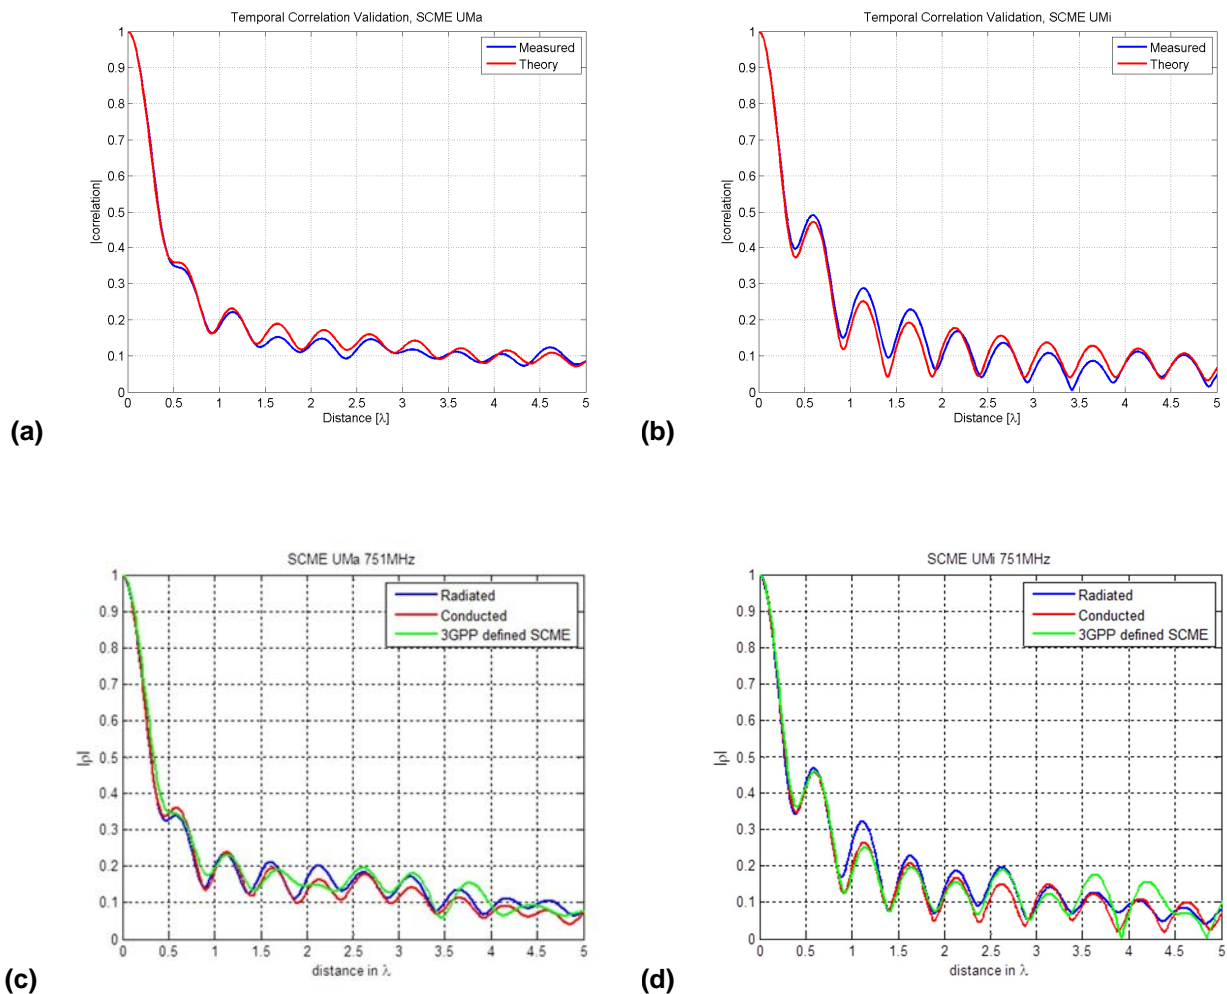 Temporal Correlation Validation, SCME UMa
1
0.9
0.8
0.7
0.6
0.5
0.4
0.3
0.2
0.1
0
|correlation|
Measured
Theory
0 0.5 1 1.5 2 2.5 3 3.5 4 4.5 5
Distance [λ]
(a)
Temporal Correlation Validation, SCME UMi
1
0.9
0.8
0.7
0.6
0.5
0.4
0.3
0.2
0.1
0
|correlation|
Measured
Theory
0 0.5 1 1.5 2 2.5 3 3.5 4 4.5 5
Distance [λ]
(b)
SCME UMa 751MHz
1
0.9
0.8
0.7
0.6
0.5
0.4
0.3
0.2
0.1
0
|ρ|
Radiated
Conducted
3GPP defined SCME
0 0.5 1 1.5 2 2.5 3 3.5 4 4.5 5
distance in λ
(c)
SCME UMi 751MHz
1
0.9
0.8
0.7
0.6
0.5
0.4
0.3
0.2
0.1
0
|ρ|
Radiated
Conducted
3GPP defined SCME
0 0.5 1 1.5 2 2.5 3 3.5 4 4.5 5
distance in λ
(d)